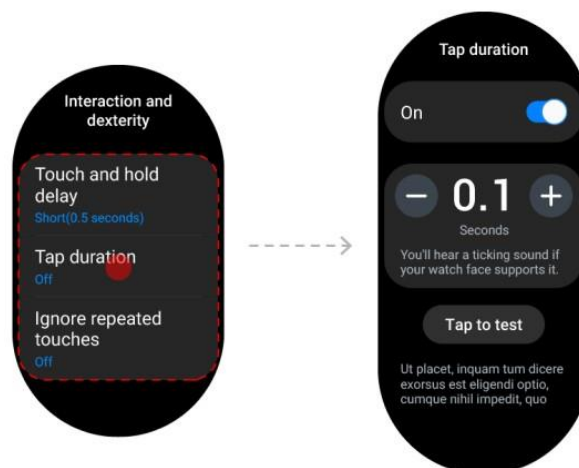 Interaction and
dexterity
Touch and hold
delay
Short(0.5 seconds)
Tap duration
Off
Ignore repeated
touches
Off
Tap duration
On
0.1
Seconds
You'll hear a ticking sound if
your watch face supports it.
Tap to test
Ut placet, inquam tum dicere
exorsus est eligendi optio,
cumque nihil impedit, quo